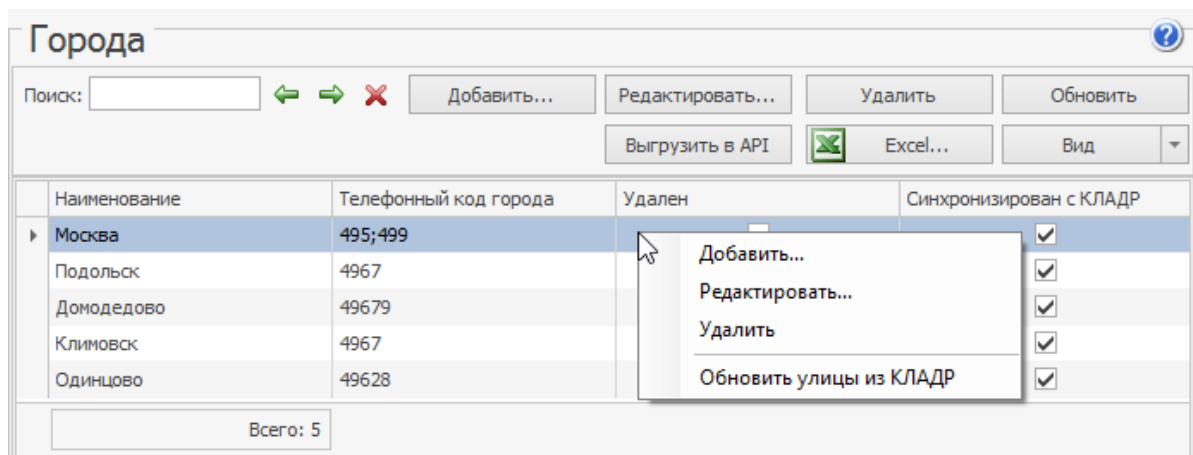 Города
Поиск: Добавить... Редактировать... Удалить Обновить
Выгрузить в API Excel... Вид
Наименование Телефонный код города Удален Синхронизирован с КЛАДР
Москва 495;499
Добавить...
Подольск 4967
Редактировать...
Домодедово 49679
Удалить
Климовск 4967
Обновить улицы из КЛАДР
Одинцово 49628
Всего: 5